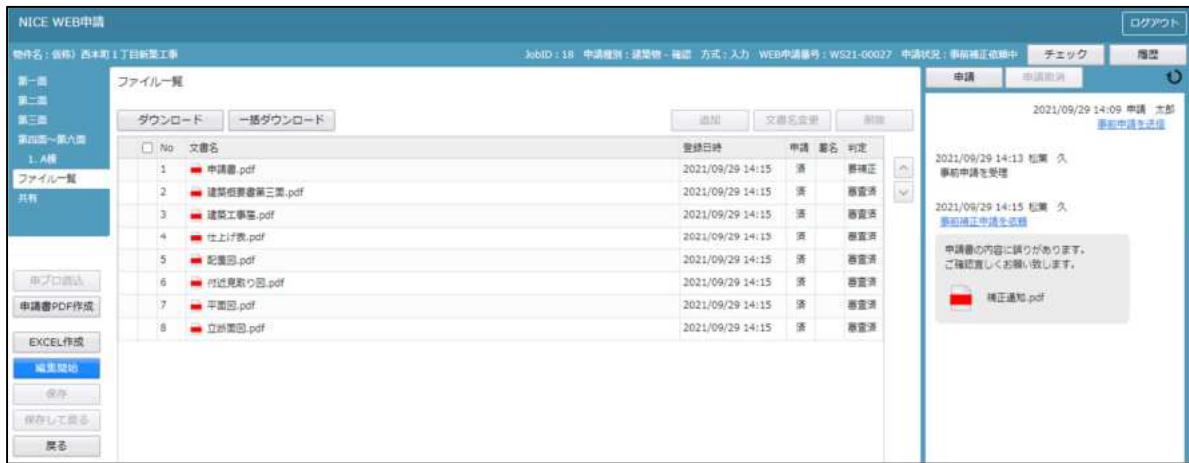 NICE WEB申請
ログアウト
物件名：仮称）西本町１丁目新築工事
JobID：18 申請種別：建築物 - 確認 方式：入力 WEB申請番号：WS21-00027 申請状況：事前補正依頼中
チェック
履歴
第一面
第二面
第三面
第四面～第六面
1. A棟
ファイル一覧
共有
申プロ読込
申請書PDF作成
EXCEL作成
編集開始
保存
保存して戻る
戻る
ファイル一覧
ダウンロード 一括ダウンロード 追加 文書名変更 削除
No 文書名 登録日時 申請 署名 判定
1 申請書.pdf 2021/09/29 14:15 済 要補正
2 建築概要書第三面.pdf 2021/09/29 14:15 済 審査済
3 建築工事届.pdf 2021/09/29 14:15 済 審査済
4 仕上げ表.pdf 2021/09/29 14:15 済 審査済
5 配置図.pdf 2021/09/29 14:15 済 審査済
6 付近見取り図.pdf 2021/09/29 14:15 済 審査済
7 平面図.pdf 2021/09/29 14:15 済 審査済
8 立断面図.pdf 2021/09/29 14:15 済 審査済
申請 申請取消
2021/09/29 14:09 申請 太郎
事前申請を送信
2021/09/29 14:13 松葉 久
事前申請を受理
2021/09/29 14:15 松葉 久
事前補正申請を依頼
申請書の内容に誤りがあります。
ご確認宜しくお願い致します。
補正通知.pdf